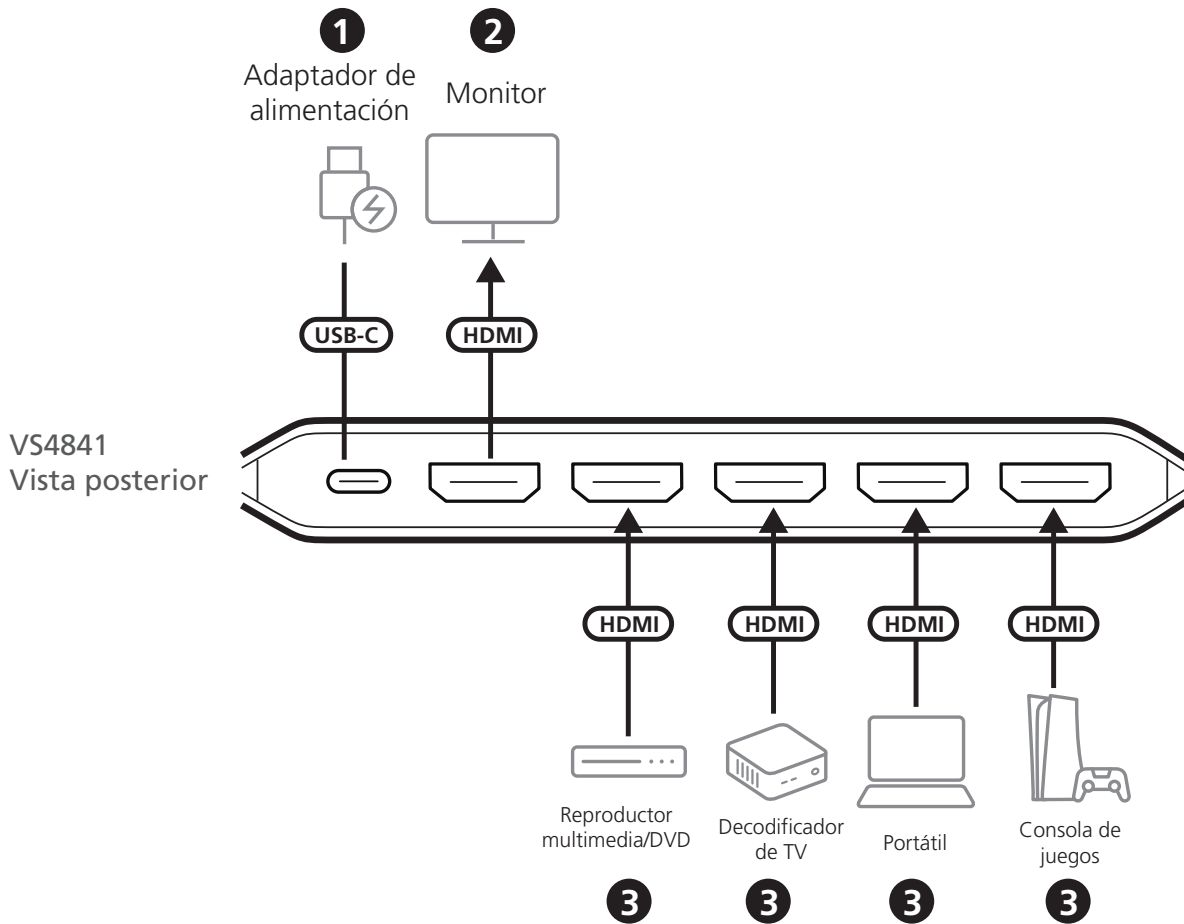 1
Adaptador de
alimentación
2
Monitor
USB-C
HDMI
VS4841
Vista posterior
HDMI
HDMI
HDMI
HDMI
Reproductor
multimedia/DVD
3
Decodificador
de TV
3
Portátil
3
Consola de
juegos
3